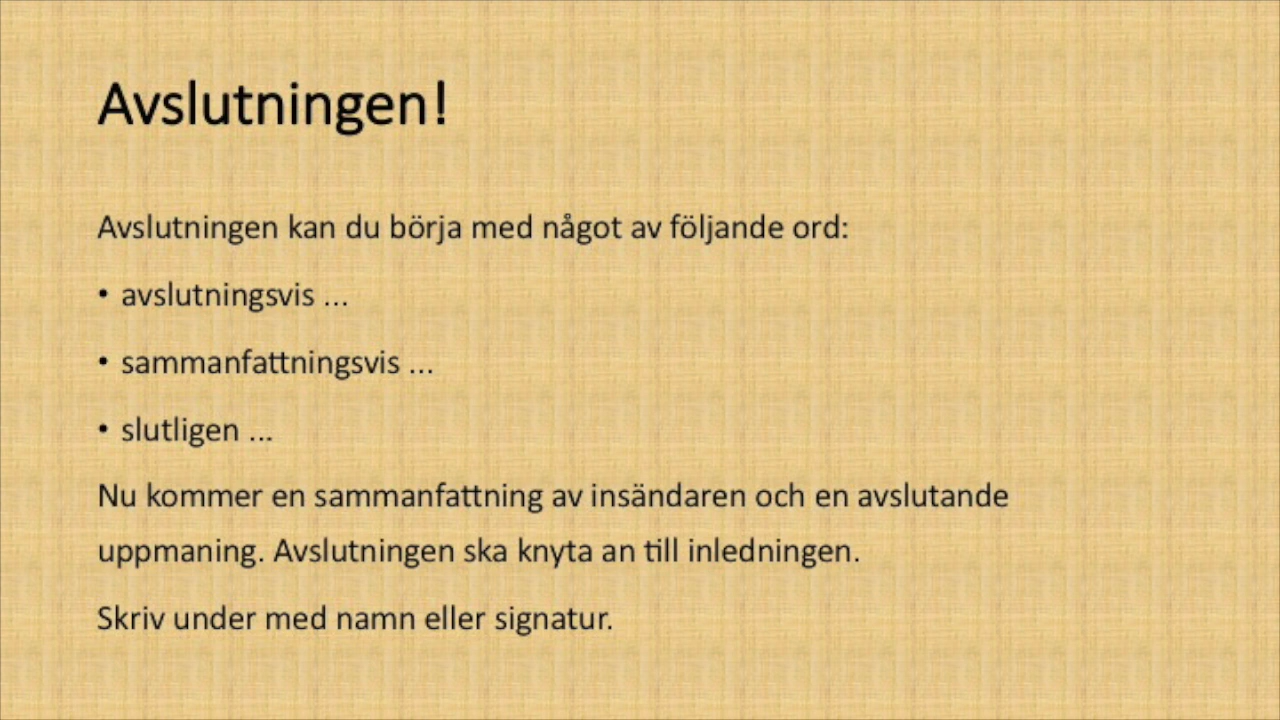 Avslutningen!
Avslutningen kan du börja med något av följande ord:
• avslutningsvis ...
• sammanfattningsvis ...
• slutligen ...
Nu kommer en sammanfattning av insändaren och en avslutande
uppmaning. Avslutningen ska knyta an till inledningen.
Skriv under med namn eller signatur.